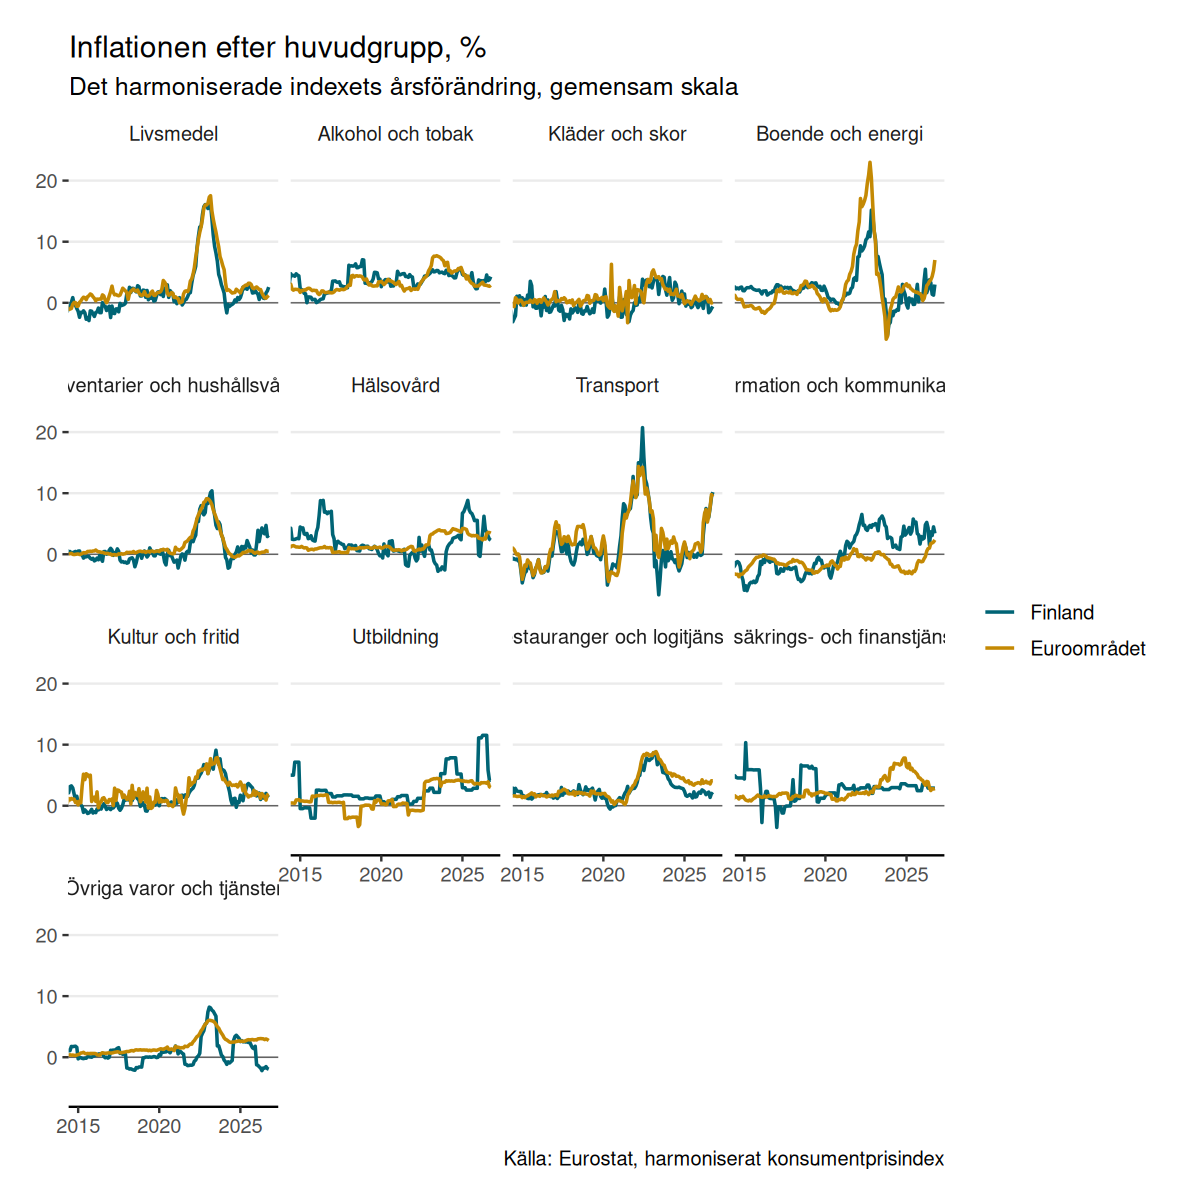 Inflationen efter huvudgrupp, %
Det harmoniserade indexets årsförändring, gemensam skala
Livsmedel Alkohol och tobak Kläder och skor Boende och energi
20
10
0
ventarier och hushållsvå Hälsovård Transport rmation och kommunika
20
10
0
Kultur och fritid Utbildning stauranger och logitjäns säkrings- och finanstjäns
20
10
0
2015 2020 2025 2015 2020 2025 2015 2020 2025
Övriga varor och tjänster
20
10
0
2015 2020 2025
Finland
Euroområdet
Källa: Eurostat, harmoniserat konsumentprisindex